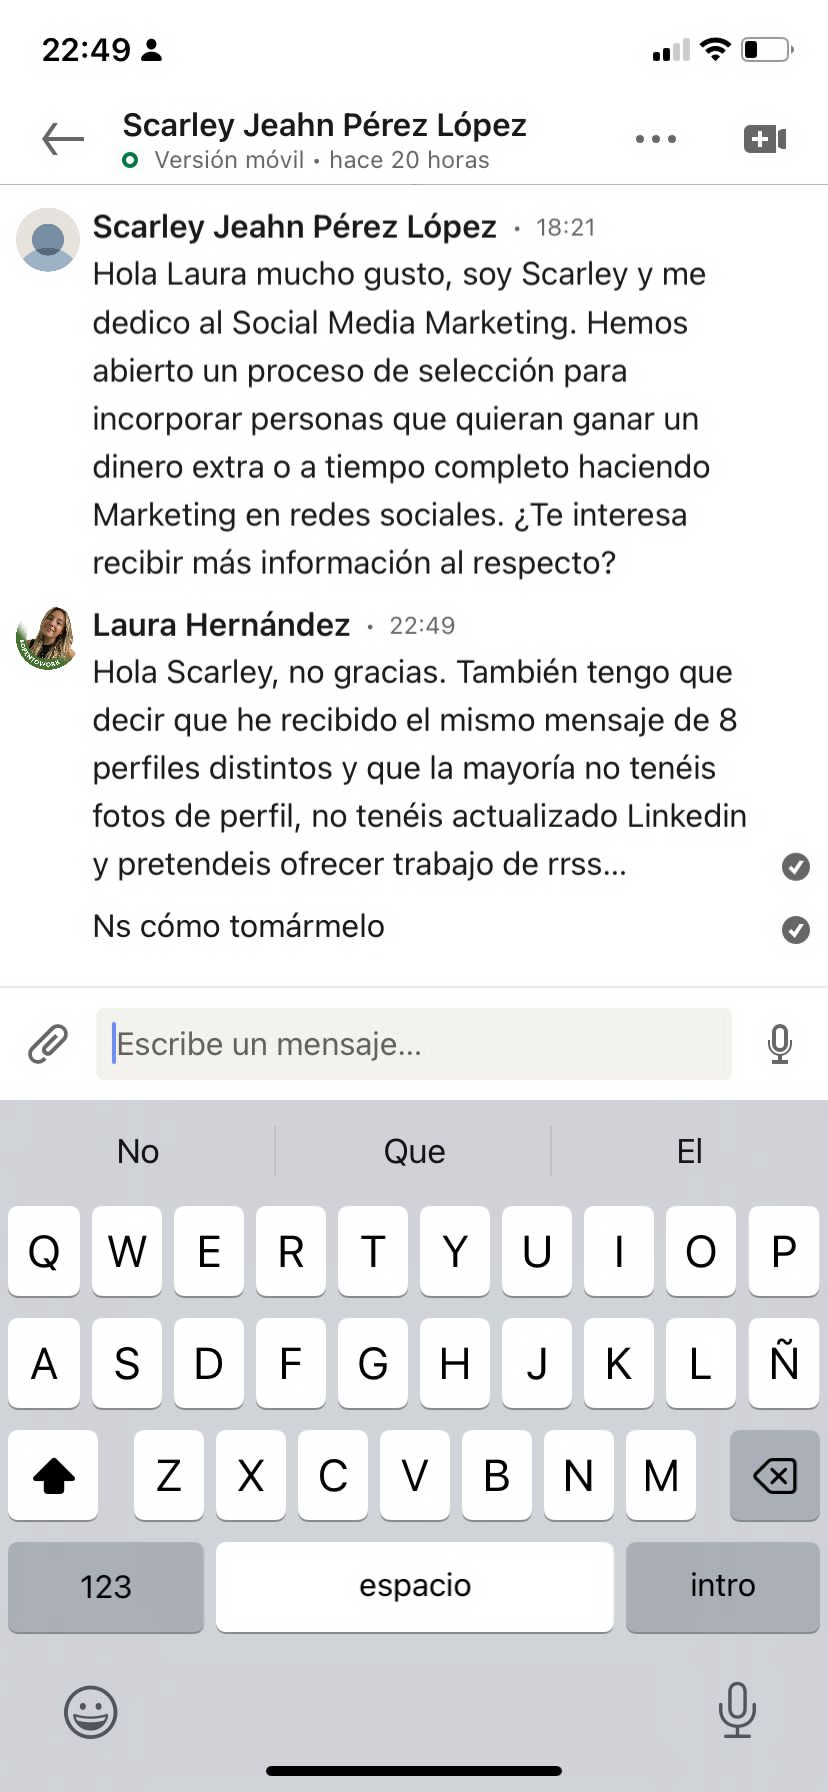 22:49
Scarley Jeahn Pérez López
Versión móvil • hace 20 horas
Scarley Jeahn Pérez López · 18:21
Hola Laura mucho gusto, soy Scarley y me
dedico al Social Media Marketing. Hemos
abierto un proceso de selección para
incorporar personas que quieran ganar un
dinero extra o a tiempo completo haciendo
Marketing en redes sociales. ¿Te interesa
recibir más información al respecto?
#OPENTOWORK
Laura Hernández · 22:49
Hola Scarley, no gracias. También tengo que
decir que he recibido el mismo mensaje de 8
perfiles distintos y que la mayoría no tenéis
fotos de perfil, no tenéis actualizado Linkedin
y pretendeis ofrecer trabajo de rrss...
Ns cómo tomármelo
Escribe un mensaje...
No Que El
Q W E R T Y U I O P
A S D F G H J K L Ñ
Z X C V B N M
123 espacio intro